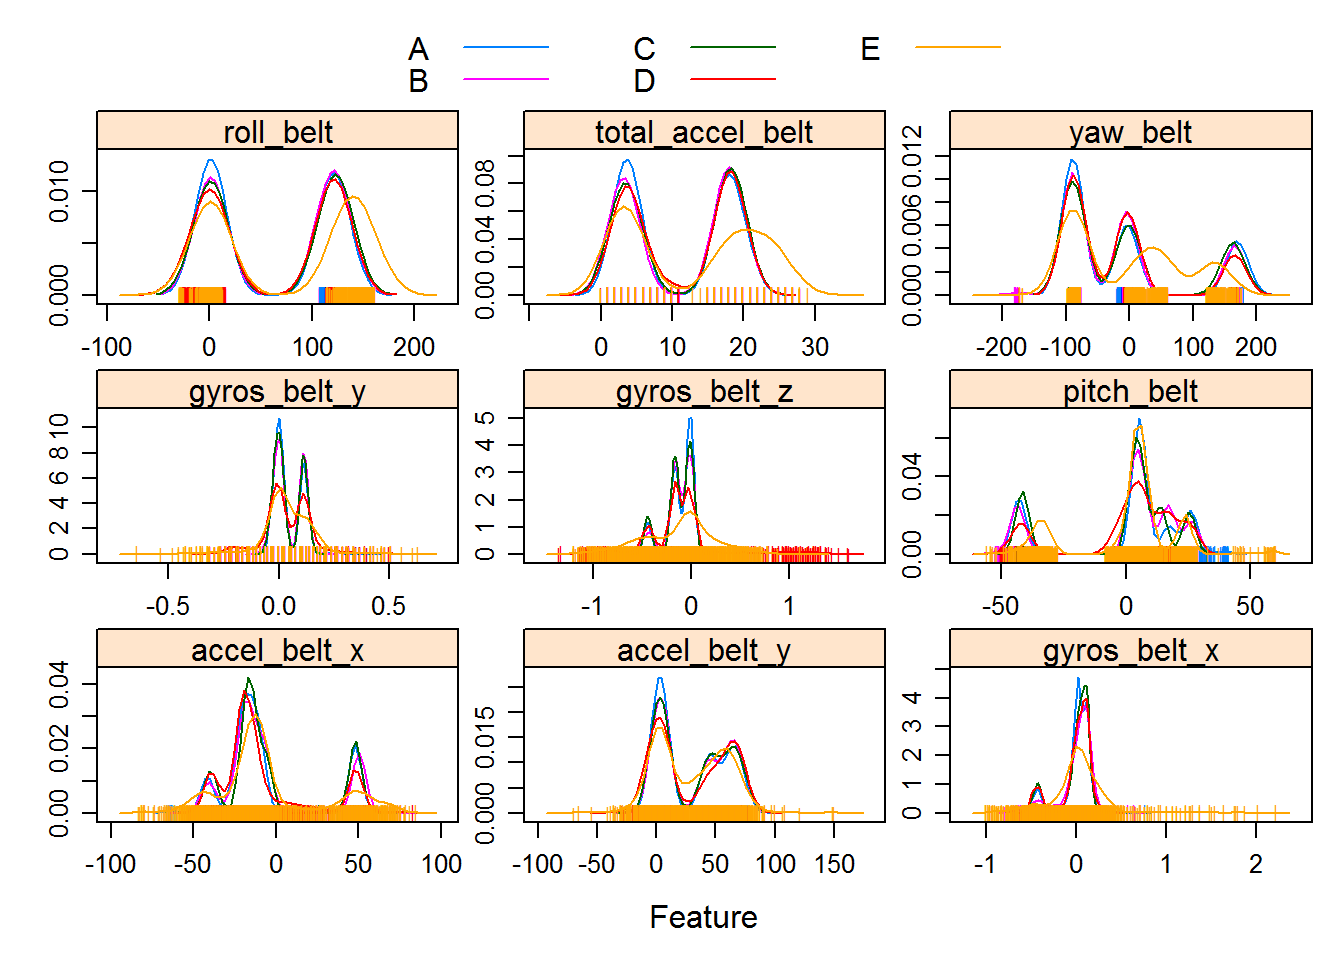 A C E
B D
roll_belt total_accel_belt yaw_belt
0.000 0.010
-100 0 100 200
0.00 0.04 0.08
0 10 20 30
0.000 0.006 0.012
-200 -100 0 100 200
gyros_belt_y gyros_belt_z pitch_belt
0 2 4 6 8 10
-0.5 0.0 0.5
0 1 2 3 4 5
-1 0 1
0.00 0.04
-50 0 50
accel_belt_x accel_belt_y gyros_belt_x
0.00 0.02 0.04
-100 -50 0 50 100
0.000 0.015
-100 -50 0 50 100 150
0 1 2 3 4
-1 0 1 2
Feature